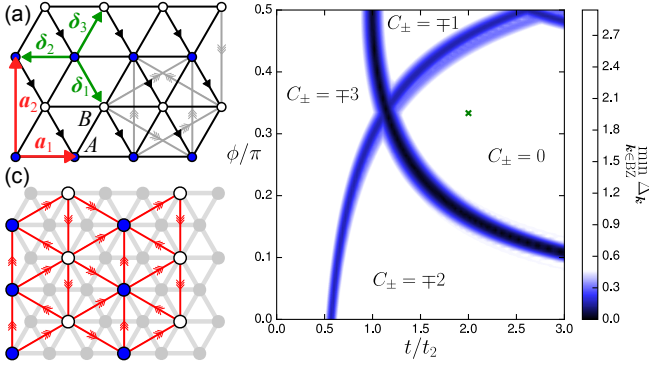 (a)
δ₃
δ₂
δ₁
a₂
B
a₁
A
(c)
0.5
0.4
0.3
0.2
0.1
0.0
ϕ/π
C± = ∓1
C± = ∓3
C± = 0
C± = ∓2
0.0 0.5 1.0 1.5 2.0 2.5 3.0
t/t₂
2.7
2.4
2.1
1.8
1.5
1.2
0.9
0.6
0.3
0.0
min Δₖ
k∈BZ